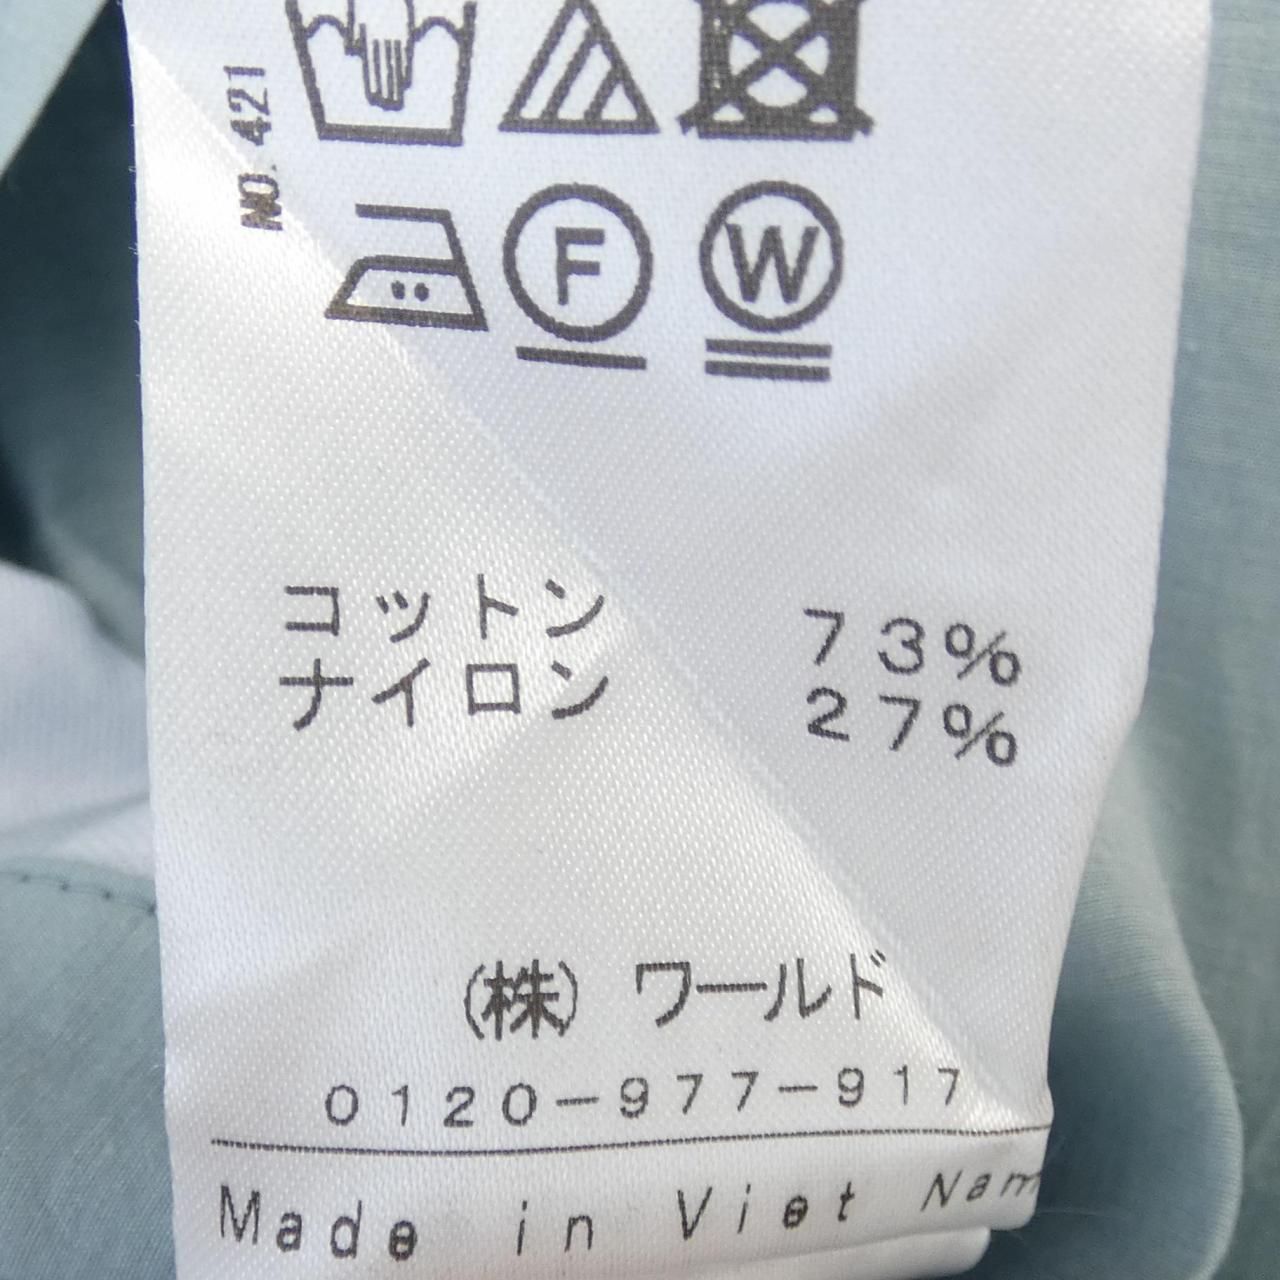 NO. 421
F W
コットン 73%
ナイロン 27%
(株) ワールド
0120-977-917
Made in Viet Nam